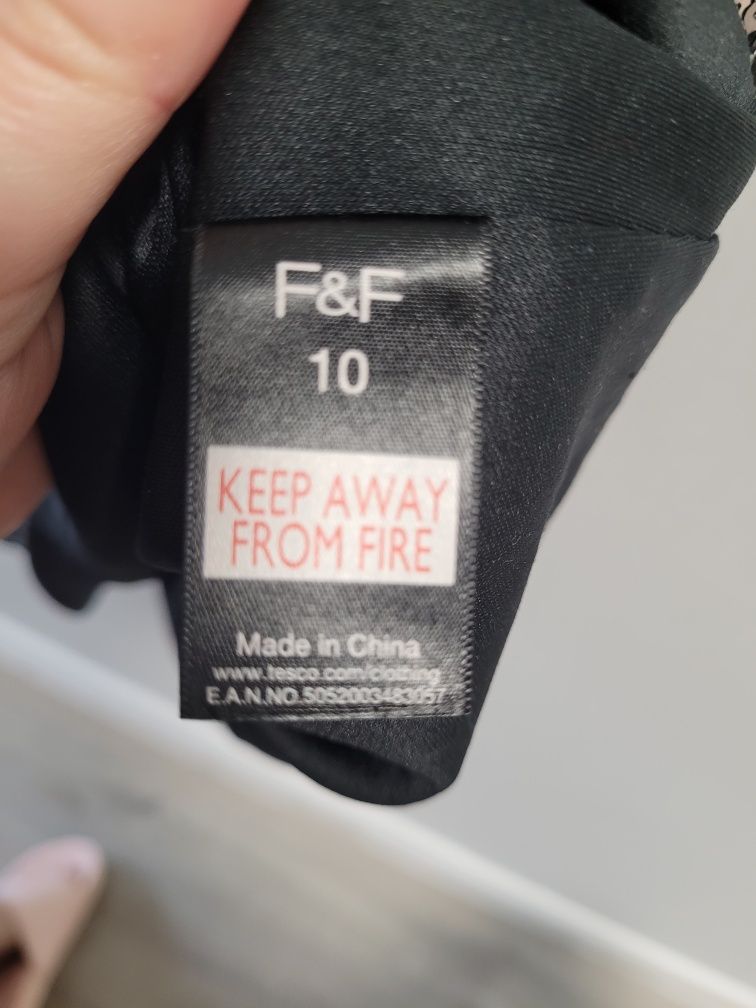 F&F
10
KEEP AWAY
FROM FIRE
Made in China
www.tesco.com/clothing
E.A.N.NO.5052003483057